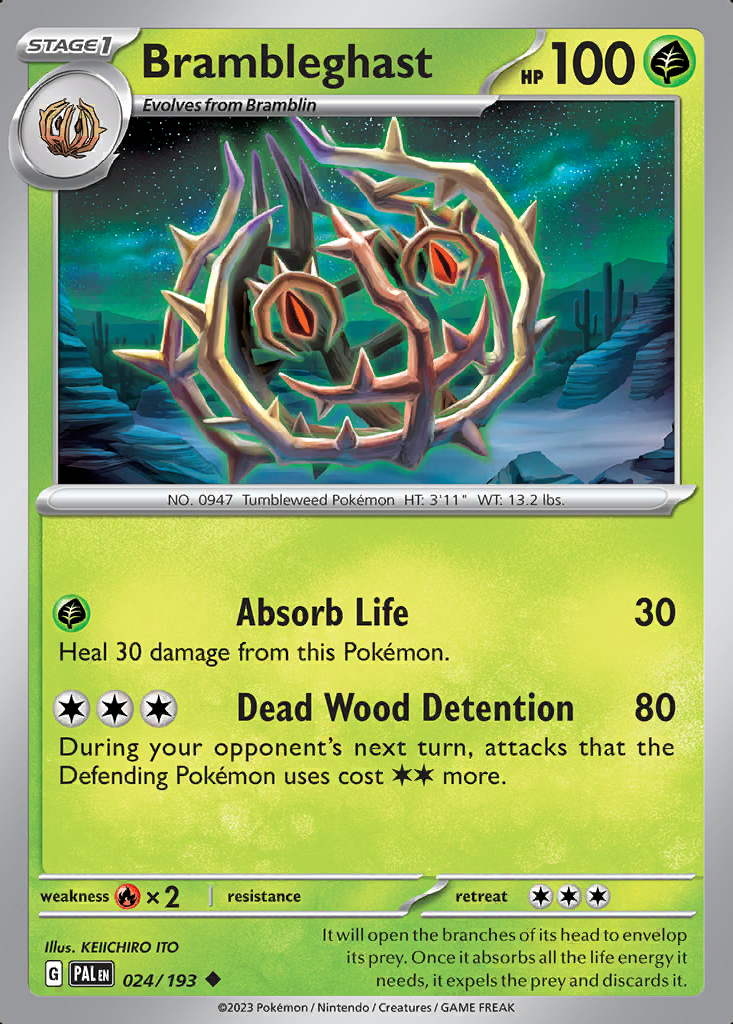 STAGE1
Brambleghast
HP 100
Evolves from Bramblin
NO. 0947 Tumbleweed Pokémon HT: 3'11" WT: 13.2 lbs.
Absorb Life 30
Heal 30 damage from this Pokémon.
Dead Wood Detention 80
During your opponent's next turn, attacks that the
Defending Pokémon uses cost more.
weakness ×2 resistance retreat
Illus. KEIICHIRO ITO
G PAL EN 024/193
It will open the branches of its head to envelop
its prey. Once it absorbs all the life energy it
needs, it expels the prey and discards it.
©2023 Pokémon / Nintendo / Creatures / GAME FREAK